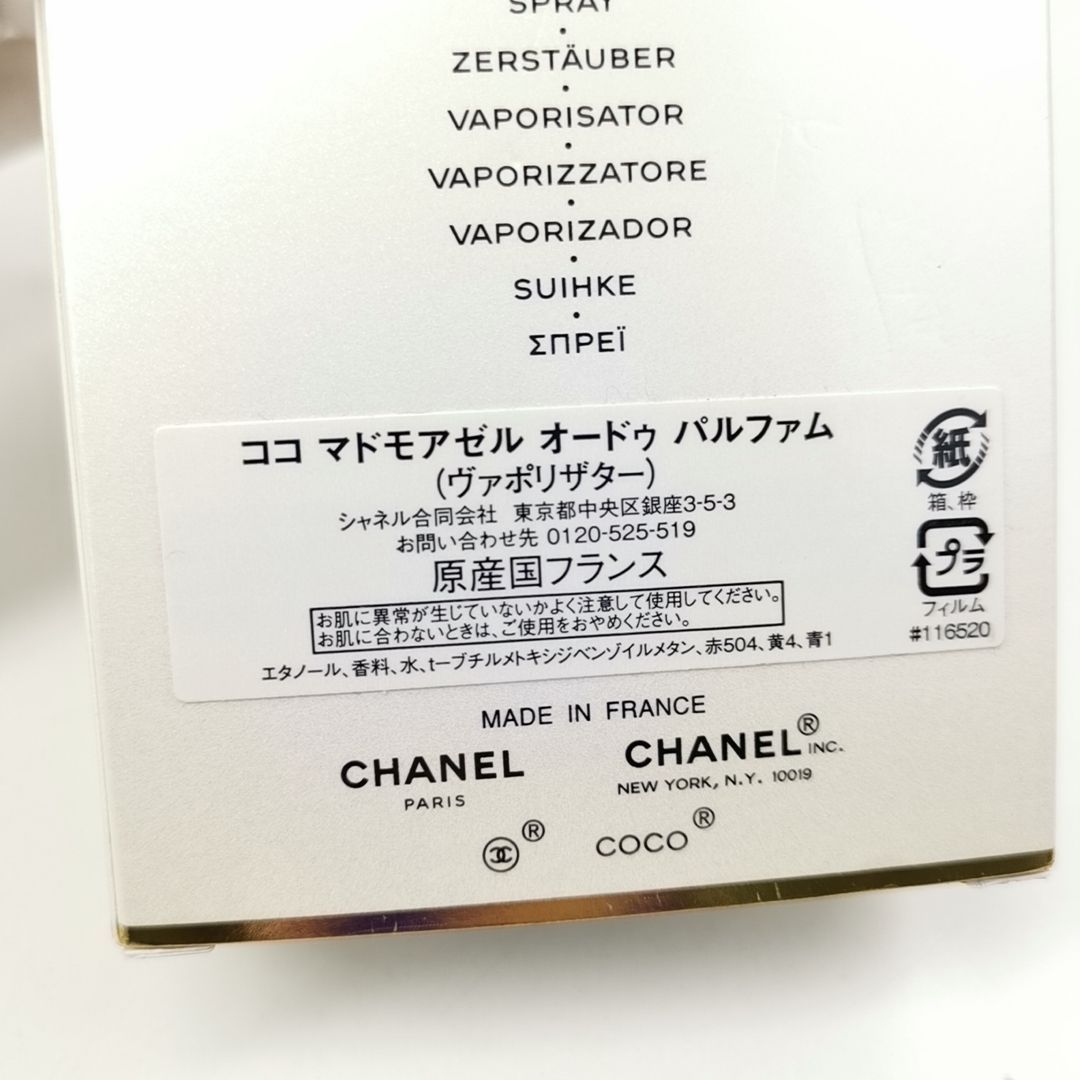 SPRAY
ZERSTÄUBER
VAPORISATOR
VAPORIZZATORE
VAPORIZADOR
SUIHKE
ΣΠΡΕΪ
ココ マドモアゼル オードゥ パルファム
(ヴァポリザター)
シャネル合同会社 東京都中央区銀座3-5-3
お問い合わせ先 0120-525-519
原産国フランス
お肌に異常が生じていないかよく注意して使用してください。
お肌に合わないときは、ご使用をおやめください。
エタノール、香料、水、t-ブチルメトキシジベンゾイルメタン、赤504、黄4、青1
紙
箱、枠
プラ
フィルム
#116520
MADE IN FRANCE
CHANEL
PARIS
CHANEL® INC.
NEW YORK, N.Y. 10019
®
COCO®